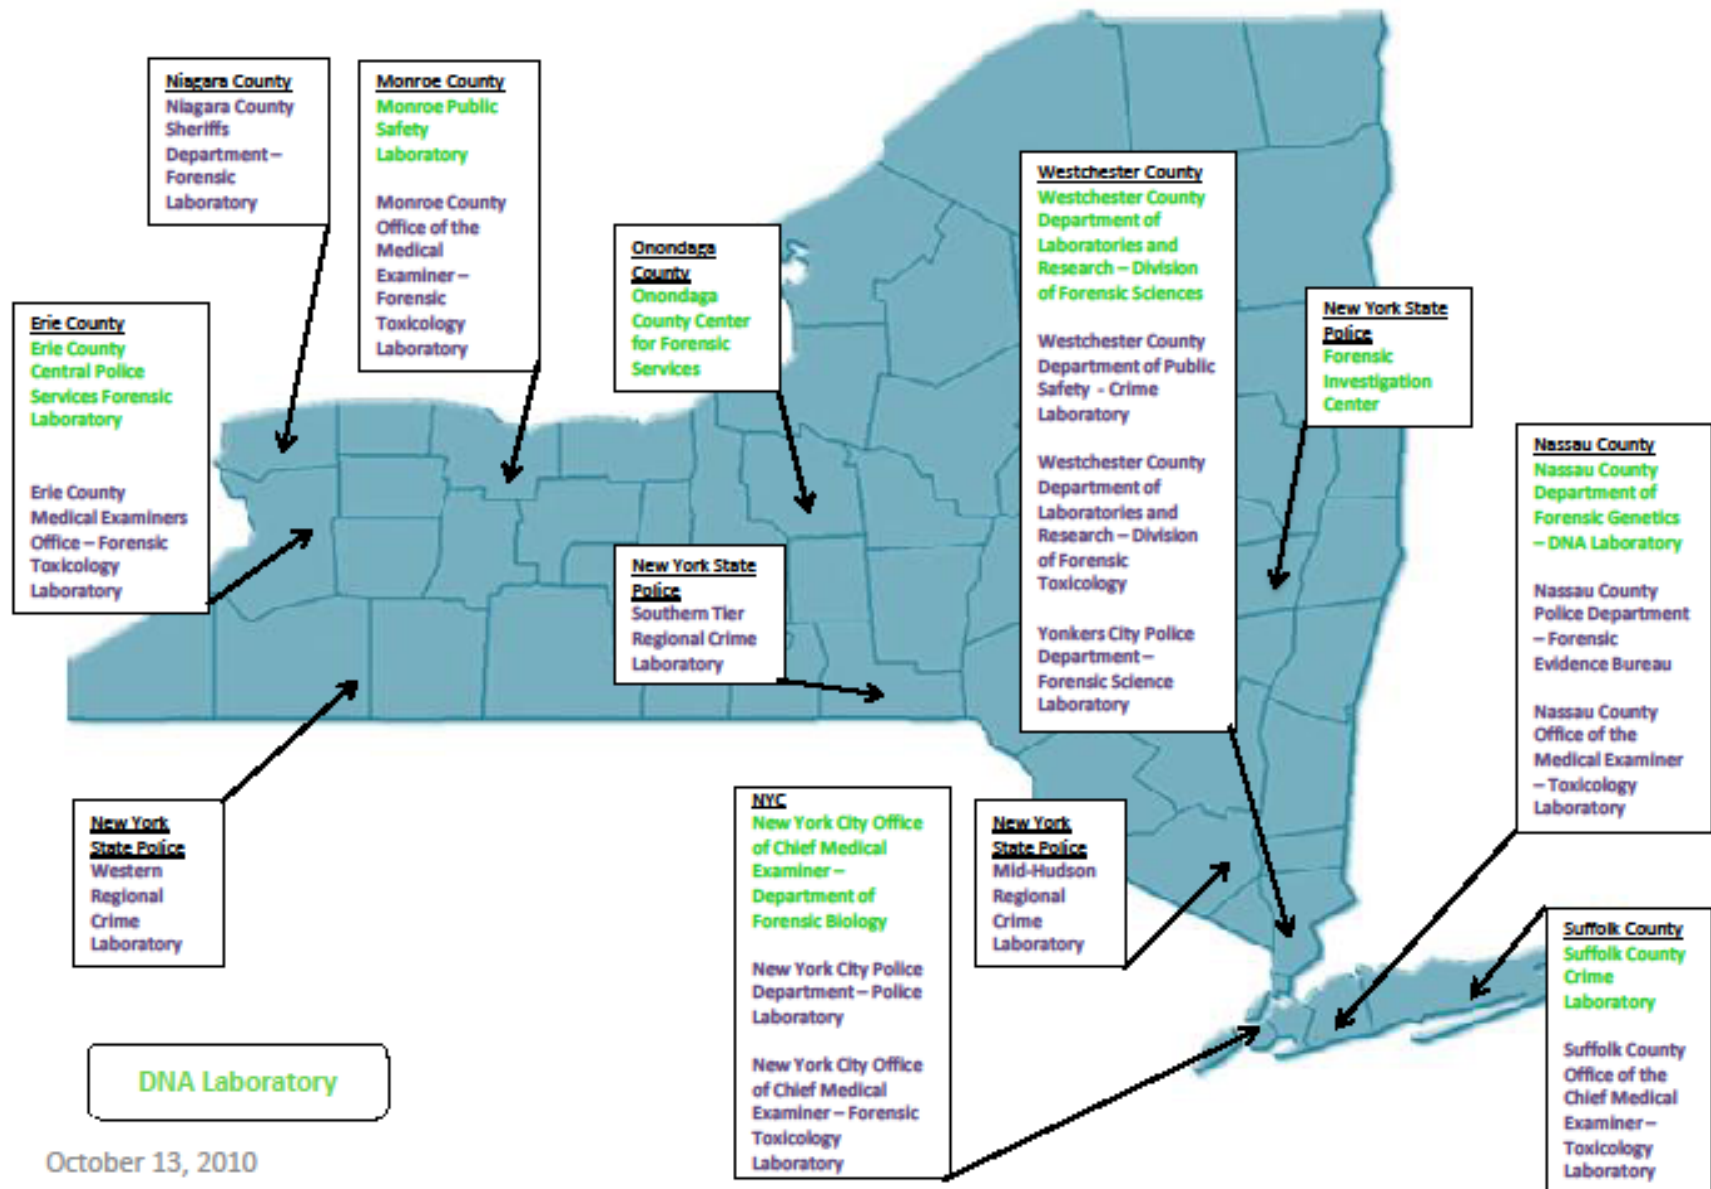 Niagara County
Niagara County
Sheriffs
Department –
Forensic
Laboratory
Monroe County
Monroe Public
Safety
Laboratory
Monroe County
Office of the
Medical
Examiner –
Forensic
Toxicology
Laboratory
Onondaga
County
Onondaga
County Center
for Forensic
Services
Westchester County
Westchester County
Department of
Laboratories and
Research – Division
of Forensic Sciences
Westchester County
Department of Public
Safety - Crime
Laboratory
Westchester County
Department of
Laboratories and
Research – Division
of Forensic
Toxicology
Yonkers City Police
Department –
Forensic Science
Laboratory
New York State
Police
Forensic
Investigation
Center
Erie County
Erie County
Central Police
Services Forensic
Laboratory
Erie County
Medical Examiners
Office – Forensic
Toxicology
Laboratory
Nassau County
Nassau County
Department of
Forensic Genetics
– DNA Laboratory
Nassau County
Police Department
– Forensic
Evidence Bureau
Nassau County
Office of the
Medical Examiner
– Toxicology
Laboratory
New York State
Police
Southern Tier
Regional Crime
Laboratory
New York
State Police
Western
Regional
Crime
Laboratory
NYC
New York City Office
of Chief Medical
Examiner –
Department of
Forensic Biology
New York City Police
Department – Police
Laboratory
New York City Office
of Chief Medical
Examiner – Forensic
Toxicology
Laboratory
New York
State Police
Mid-Hudson
Regional
Crime
Laboratory
Suffolk County
Suffolk County
Crime
Laboratory
Suffolk County
Office of the
Chief Medical
Examiner –
Toxicology
Laboratory
DNA Laboratory
October 13, 2010